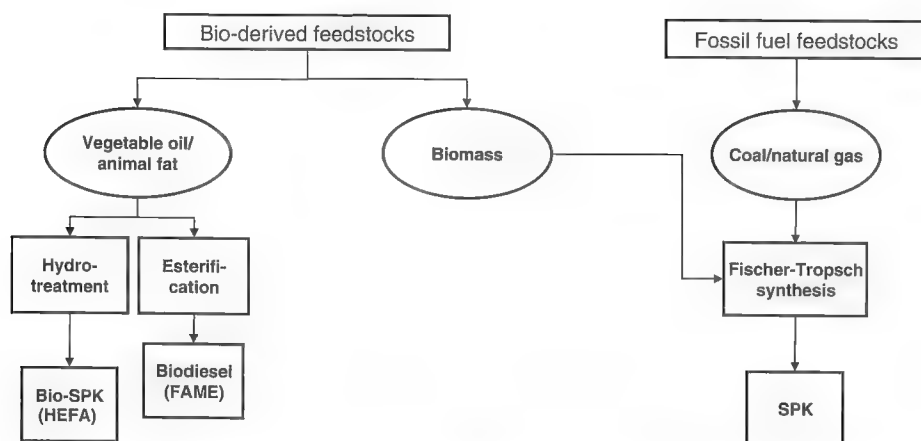 Bio-derived feedstocks
Fossil fuel feedstocks
Vegetable oil/
animal fat
Biomass
Coal/natural gas
Hydro-
treatment
Esterifi-
cation
Fischer-Tropsch
synthesis
Bio-SPK
(HEFA)
Biodiesel
(FAME)
SPK